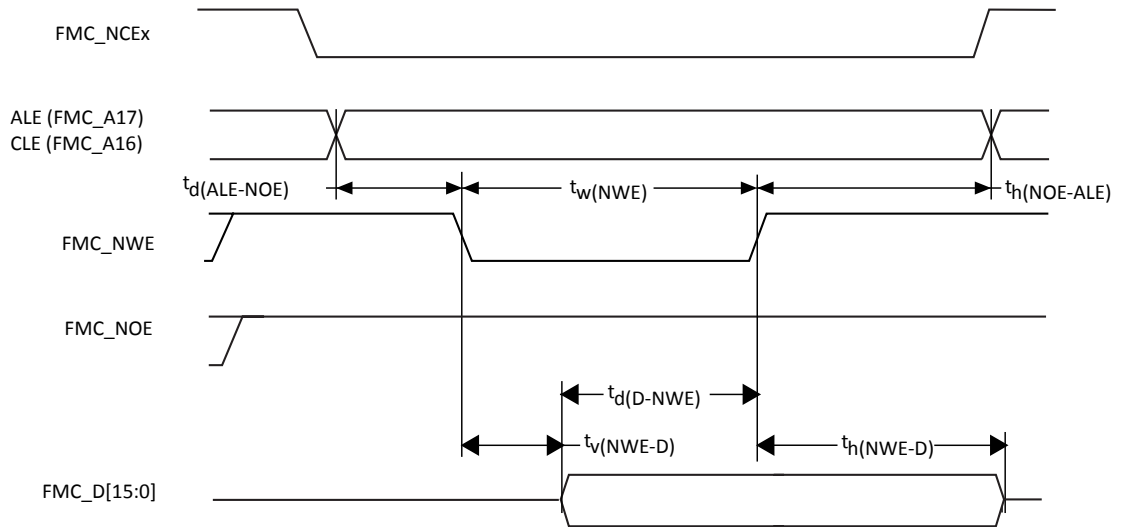 FMC_NCEx
ALE (FMC_A17)
CLE (FMC_A16)
td(ALE-NOE)
tw(NWE)
th(NOE-ALE)
FMC_NWE
FMC_NOE
td(D-NWE)
tv(NWE-D)
th(NWE-D)
FMC_D[15:0]